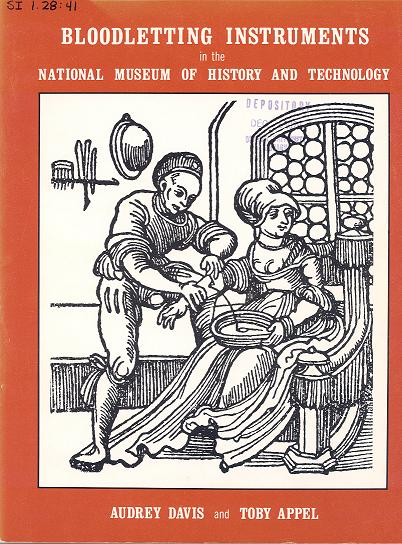 SI 1.28:41
BLOODLETTING INSTRUMENTS
in the
NATIONAL MUSEUM OF HISTORY AND TECHNOLOGY
DEPOSITORY
AUDREY DAVIS and TOBY APPEL